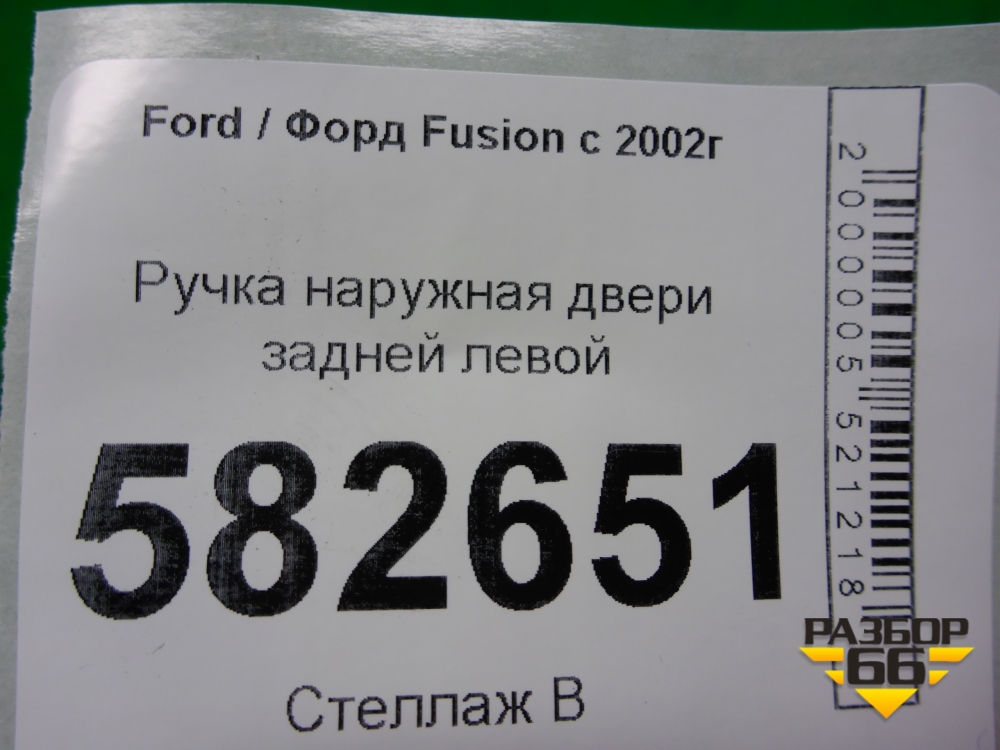 Ford / Форд Fusion с 2002г
Ручка наружная двери
задней левой
582651
Стеллаж В
2000005521218
РАЗБОР
66